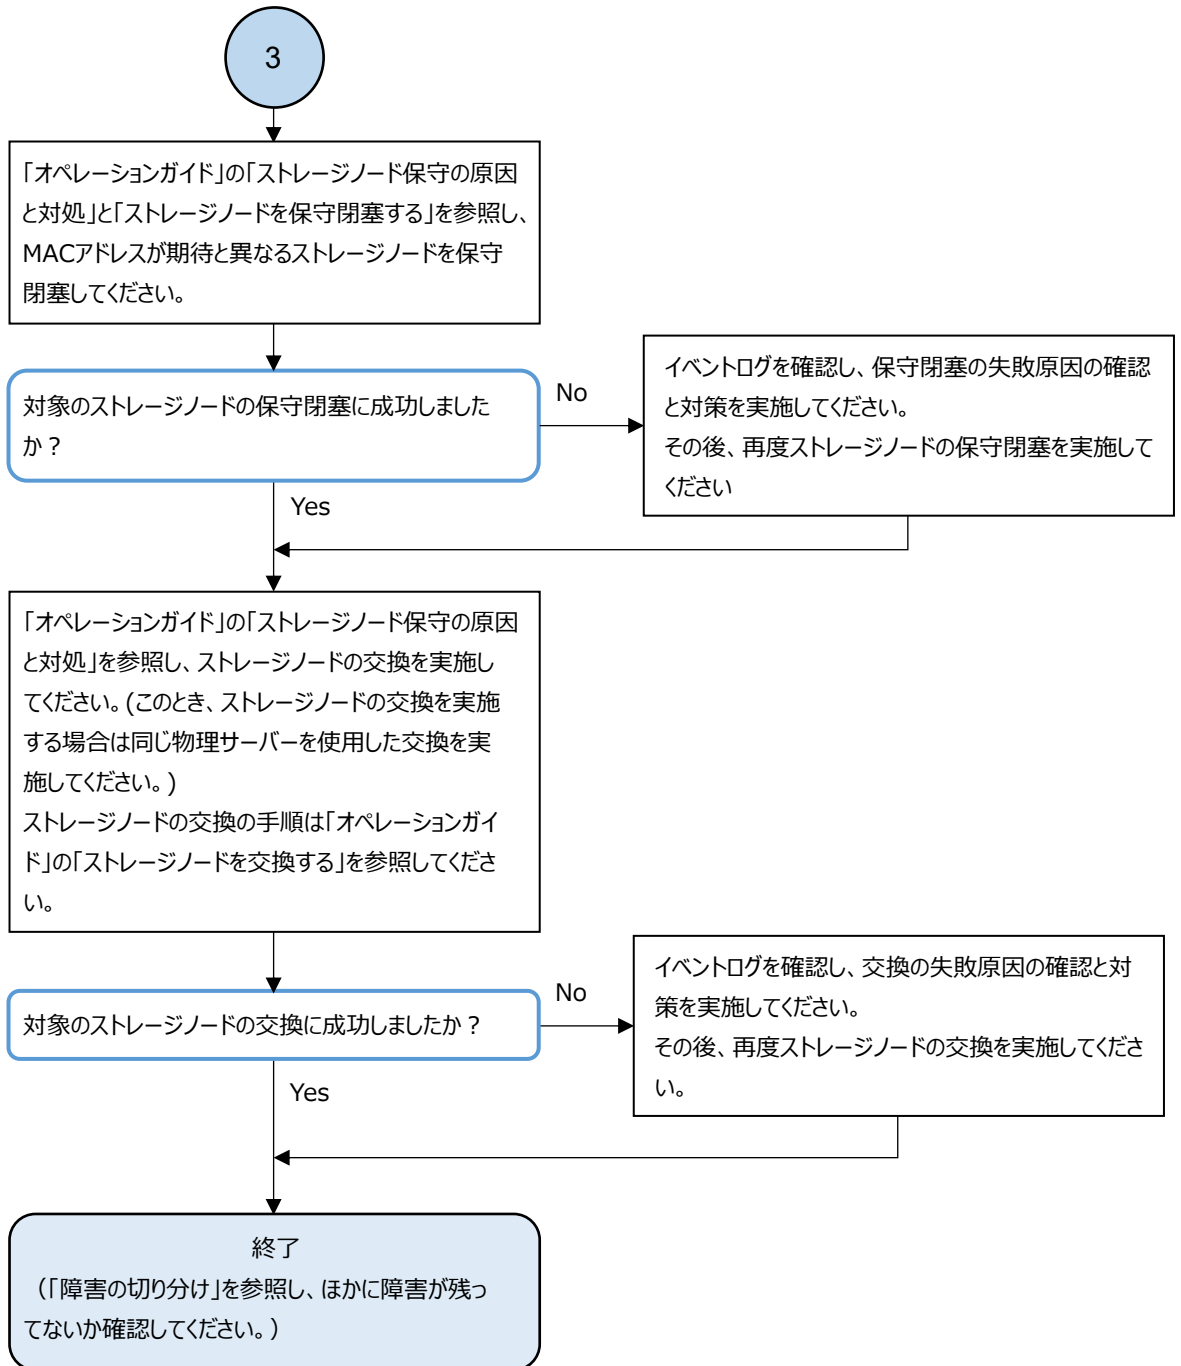 3
「オペレーションガイド」の「ストレージノード保守の原因
と対処」と「ストレージノードを保守閉塞する」を参照し、
MACアドレスが期待と異なるストレージノードを保守
閉塞してください。
対象のストレージノードの保守閉塞に成功しました
か？
No
イベントログを確認し、保守閉塞の失敗原因の確認
と対策を実施してください。
その後、再度ストレージノードの保守閉塞を実施して
ください
Yes
「オペレーションガイド」の「ストレージノード保守の原因
と対処」を参照し、ストレージノードの交換を実施し
てください。(このとき、ストレージノードの交換を実施
する場合は同じ物理サーバーを使用した交換を実
施してください。)
ストレージノードの交換の手順は「オペレーションガイ
ド」の「ストレージノードを交換する」を参照してくださ
い。
対象のストレージノードの交換に成功しましたか？
No
イベントログを確認し、交換の失敗原因の確認と対
策を実施してください。
その後、再度ストレージノードの交換を実施してくださ
い。
Yes
終了
（「障害の切り分け」を参照し、ほかに障害が残っ
てないか確認してください。）